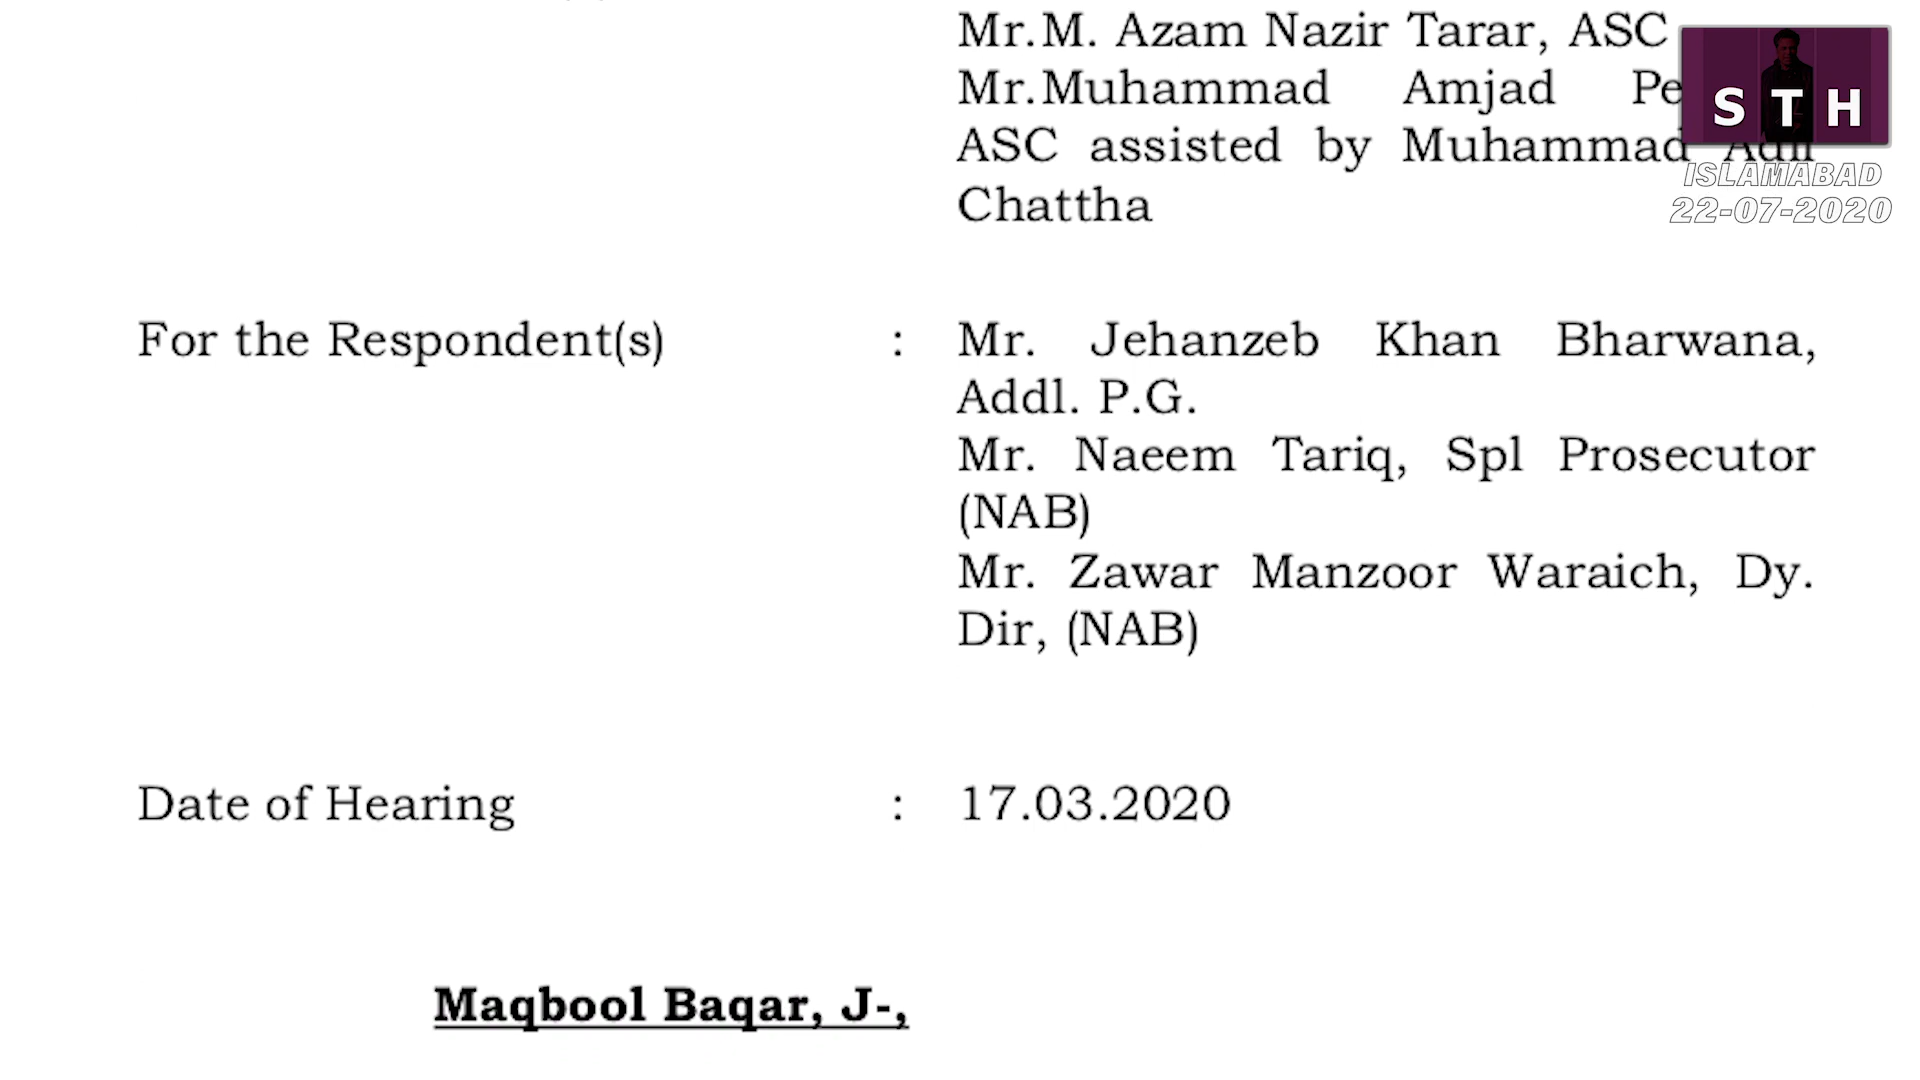 Mr.M. Azam Nazir Tarar, ASC
Mr.Muhammad Amjad
ASC assisted by Muhammad
Chattha
S T H
ISLAMABAD
22-07-2020
For the Respondent(s) : Mr. Jehanzeb Khan Bharwana,
Addl. P.G.
Mr. Naeem Tariq, Spl Prosecutor
(NAB)
Mr. Zawar Manzoor Waraich, Dy.
Dir, (NAB)
Date of Hearing : 17.03.2020
Maqbool Baqar, J-,